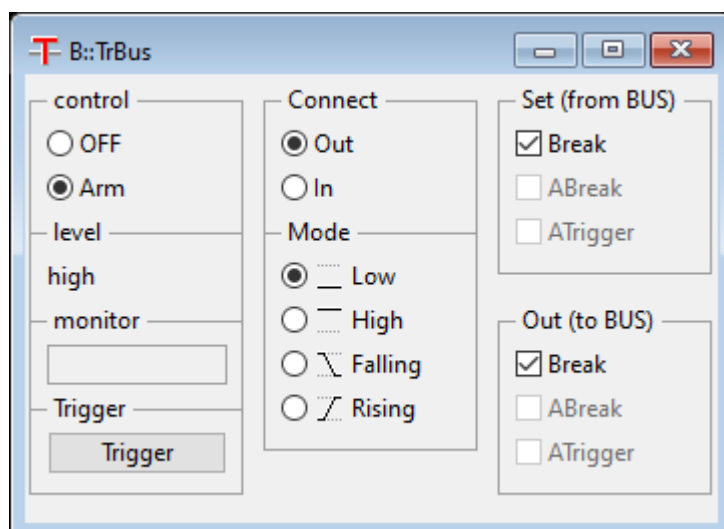 B::TrBus
control
OFF
Arm
level
high
monitor
Trigger
Trigger
Connect
Out
In
Mode
Low
High
Falling
Rising
Set (from BUS)
Break
ABreak
ATrigger
Out (to BUS)
Break
ABreak
ATrigger